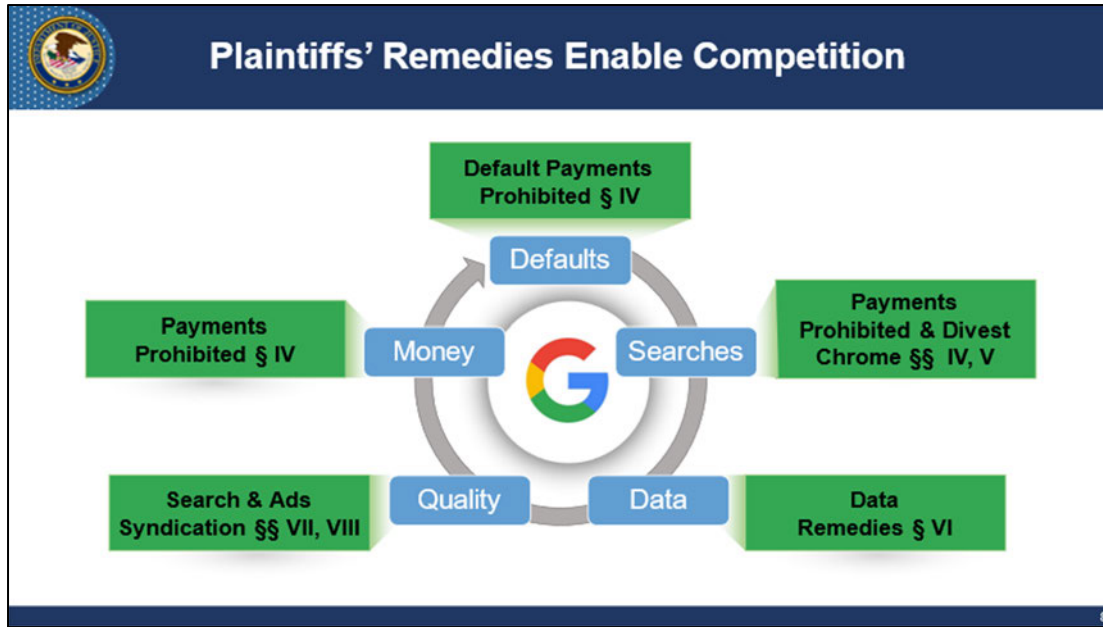 Plaintiffs' Remedies Enable Competition
Default Payments
Prohibited § IV
Defaults
Payments
Prohibited § IV
Money
Searches
Payments
Prohibited & Divest
Chrome §§ IV, V
Search & Ads
Syndication §§ VII, VIII
Quality
Data
Data
Remedies § VI